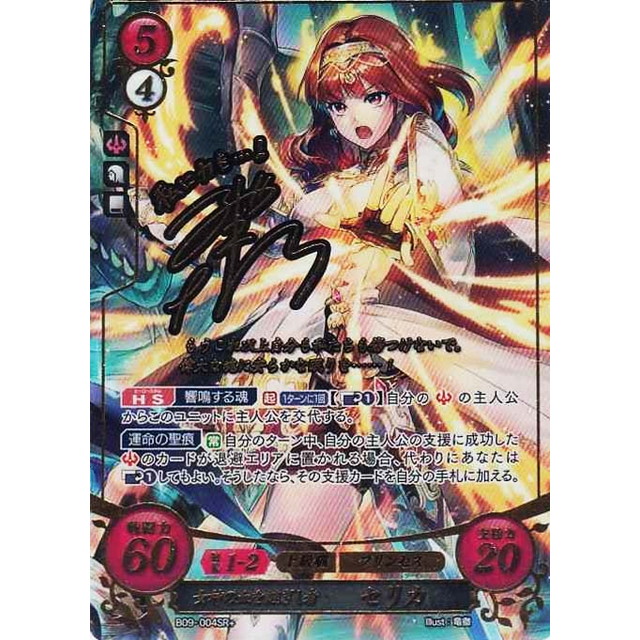 5
4
HS 響鳴する魂 起 1ターンに1回【1】自分の の主人公
からこのユニットに主人公を交代する。
運命の聖痕 常 自分のターン中、自分の主人公の支援に成功した
のカードが退避エリアに置かれる場合、代わりにあなたは
1してもよい。そうしたなら、その支援カードを自分の手札に加える。
戦闘力
60
射程 1-2 上級職 プリンセス
支援力
20
セリカ
B09-004SR+
Illust:竜徹